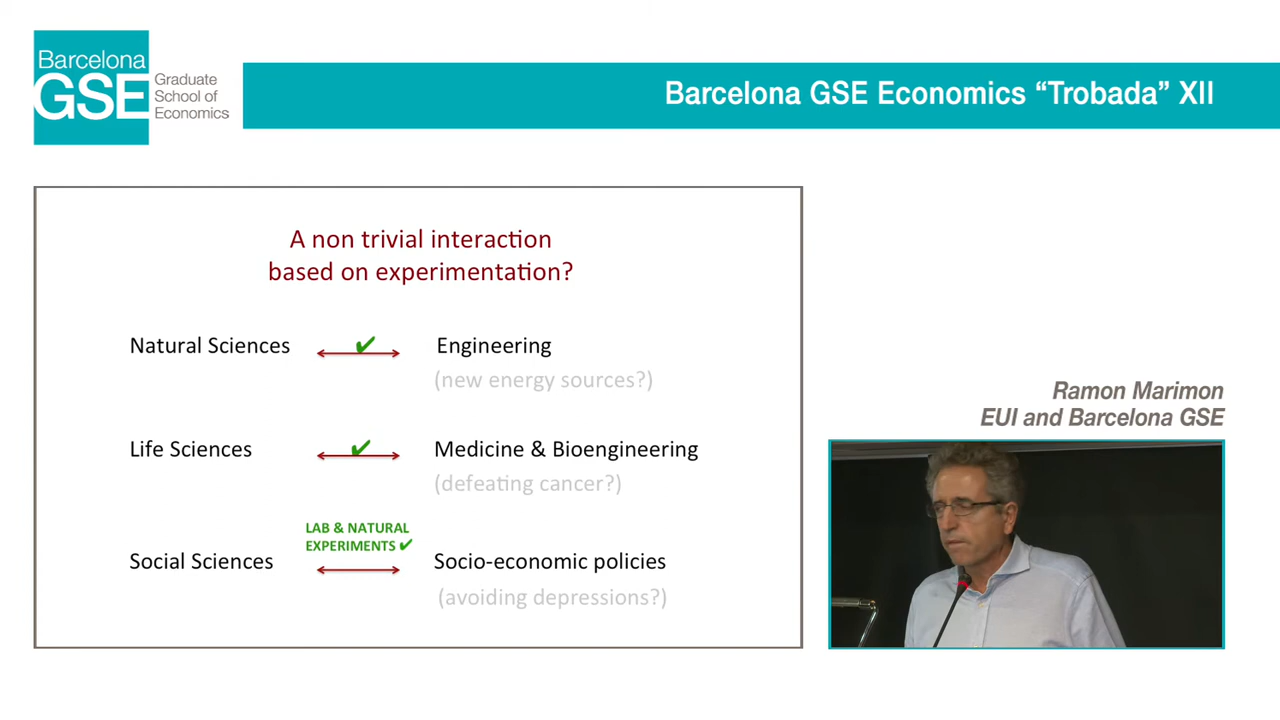 Barcelona
GSE
Graduate
School of
Economics
Barcelona GSE Economics “Trobada” XII
A non trivial interaction
based on experimentation?
Natural Sciences ✔ Engineering
(new energy sources?)
Life Sciences ✔ Medicine & Bioengineering
(defeating cancer?)
LAB & NATURAL
EXPERIMENTS ✔
Social Sciences Socio-economic policies
(avoiding depressions?)
Ramon Marimon
EUI and Barcelona GSE